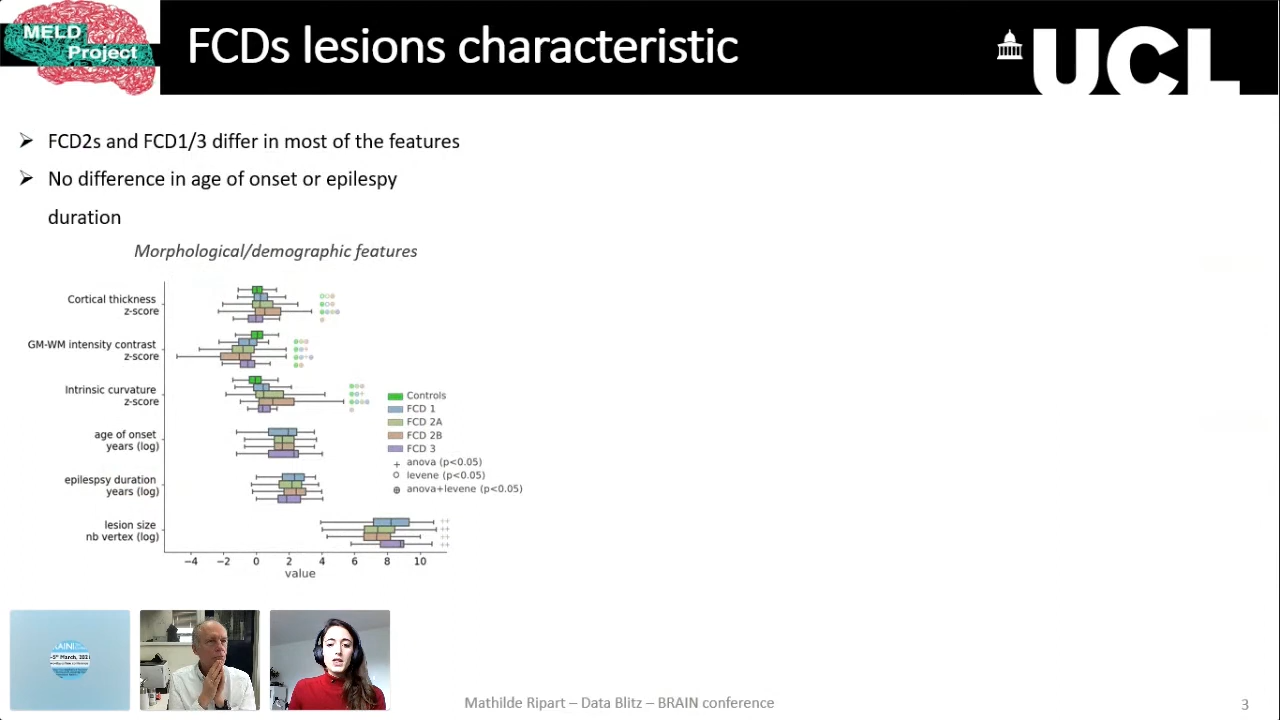 MELD
Project
FCDs lesions characteristic
UCL
➢ FCD2s and FCD1/3 differ in most of the features
➢ No difference in age of onset or epilespy
duration
Morphological/demographic features
Cortical thickness
z-score
GM-WM intensity contrast
z-score
Intrinsic curvature
z-score
age of onset
years (log)
epilepsy duration
years (log)
lesion size
nb vertex (log)
Controls
FCD 1
FCD 2A
FCD 2B
FCD 3
+ anova (p<0.05)
○ levene (p<0.05)
⊕ anova+levene (p<0.05)
−4 −2 0 2 4 6 8 10
value
Mathilde Ripart – Data Blitz – BRAIN conference
3